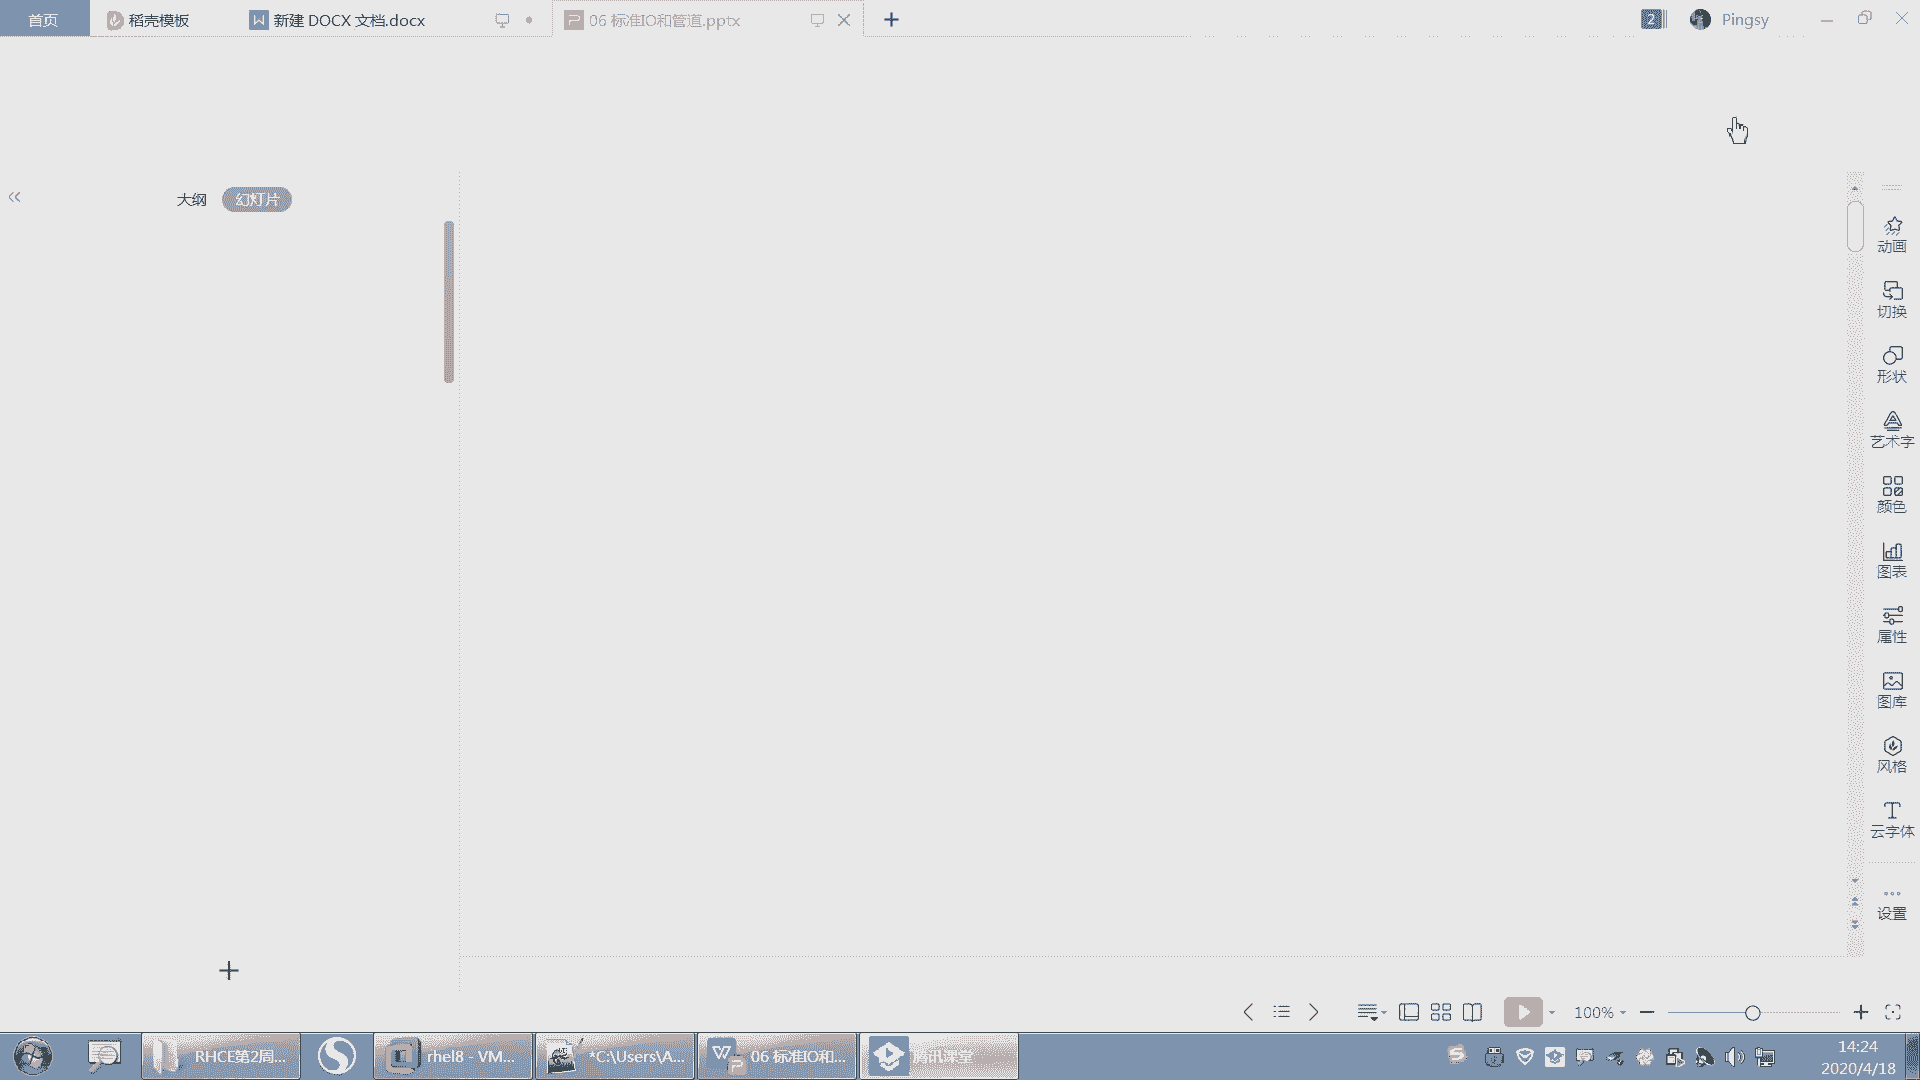 首页
稻壳模板
新建 DOCX 文档.docx
06 标准IO和管道.pptx
2
Pingsy
大纲
幻灯片
动画
切换
形状
艺术字
颜色
图表
属性
图库
风格
云字体
设置
100%
RHCE第2周...
rhel8 - VM...
*C:\Users\A...
06 标准IO和...
腾讯课堂
14:24
2020/4/18